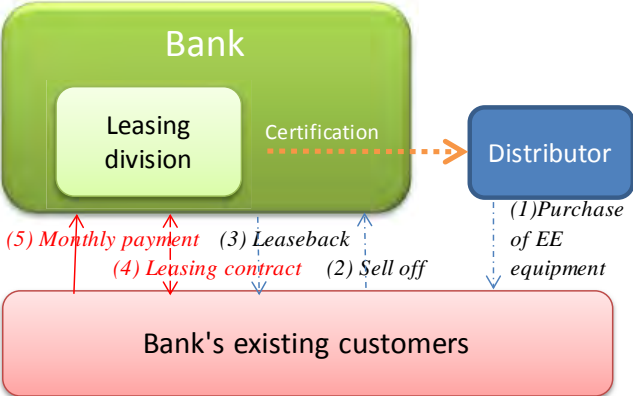 Bank
Leasing
division
Certification
Distributor
(1)Purchase
of EE
equipment
(5) Monthly payment
(3) Leaseback
(4) Leasing contract
(2) Sell off
Bank's existing customers